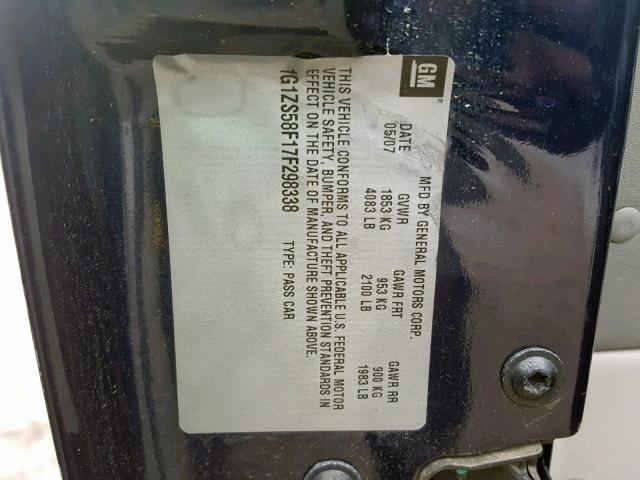 GM
MFD BY GENERAL MOTORS CORP.
DATE GVWR GAWR FRT GAWR RR
05/07 1853 KG 953 KG 900 KG
4083 LB 2100 LB 1983 LB
THIS VEHICLE CONFORMS TO ALL APPLICABLE U.S. FEDERAL MOTOR
VEHICLE SAFETY, BUMPER, AND THEFT PREVENTION STANDARDS IN
EFFECT ON THE DATE OF MANUFACTURE SHOWN ABOVE.
1G1ZS58F17F298338 TYPE: PASS CAR